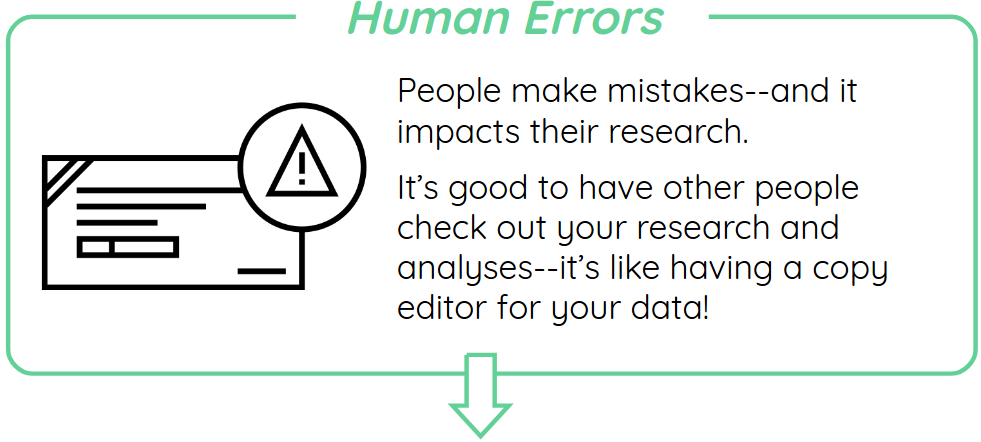 Human Errors
People make mistakes--and it
impacts their research.
It's good to have other people
check out your research and
analyses--it's like having a copy
editor for your data!